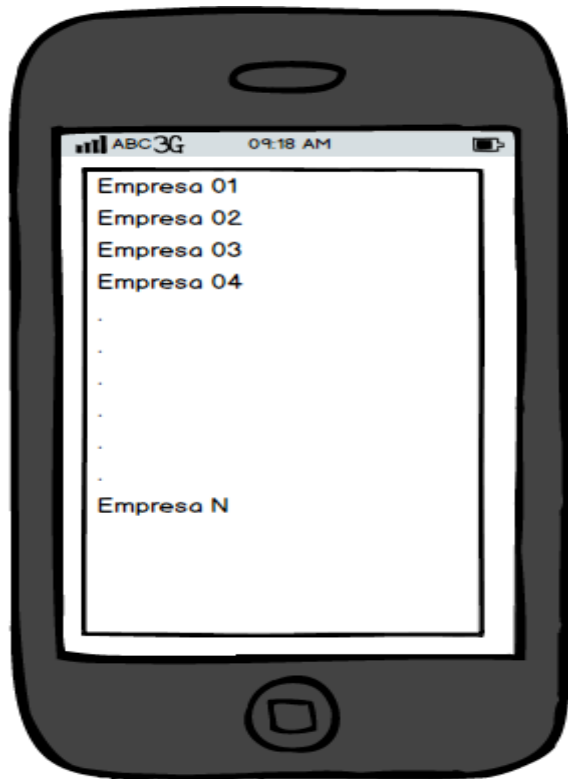 ABC 3G 09:18 AM
Empresa 01
Empresa 02
Empresa 03
Empresa 04
.
.
.
.
.
.
Empresa N